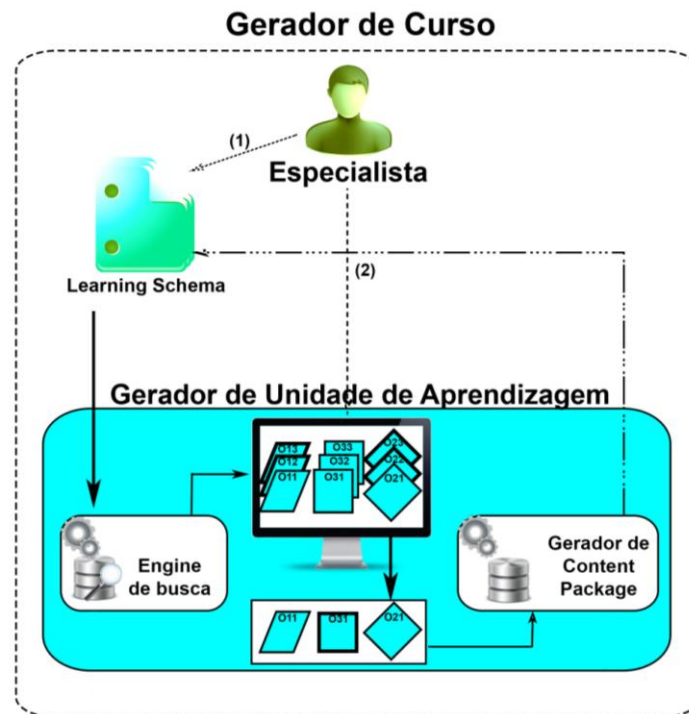 Gerador de Curso
(1)
Especialista
Learning Schema
(2)
Gerador de Unidade de Aprendizagem
O13
O12
O11
O33
O32
O31
O23
O22
O21
Engine
de busca
Gerador de
Content
Package
O11
O31
O21